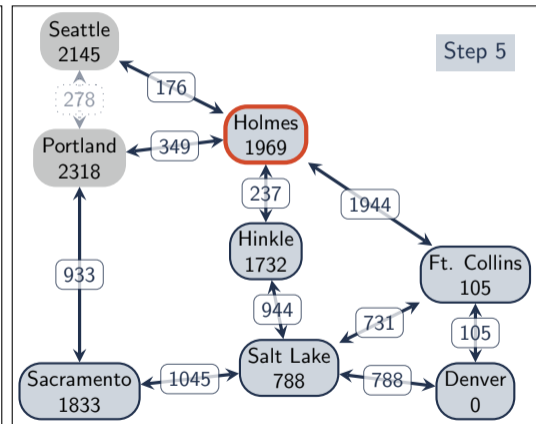 Seattle
2145
Step 5
176
278
Holmes
1969
Portland
2318
349
237
1944
Hinkle
1732
Ft. Collins
105
933
944
731
105
Salt Lake
788
Sacramento
1833
1045
788
Denver
0